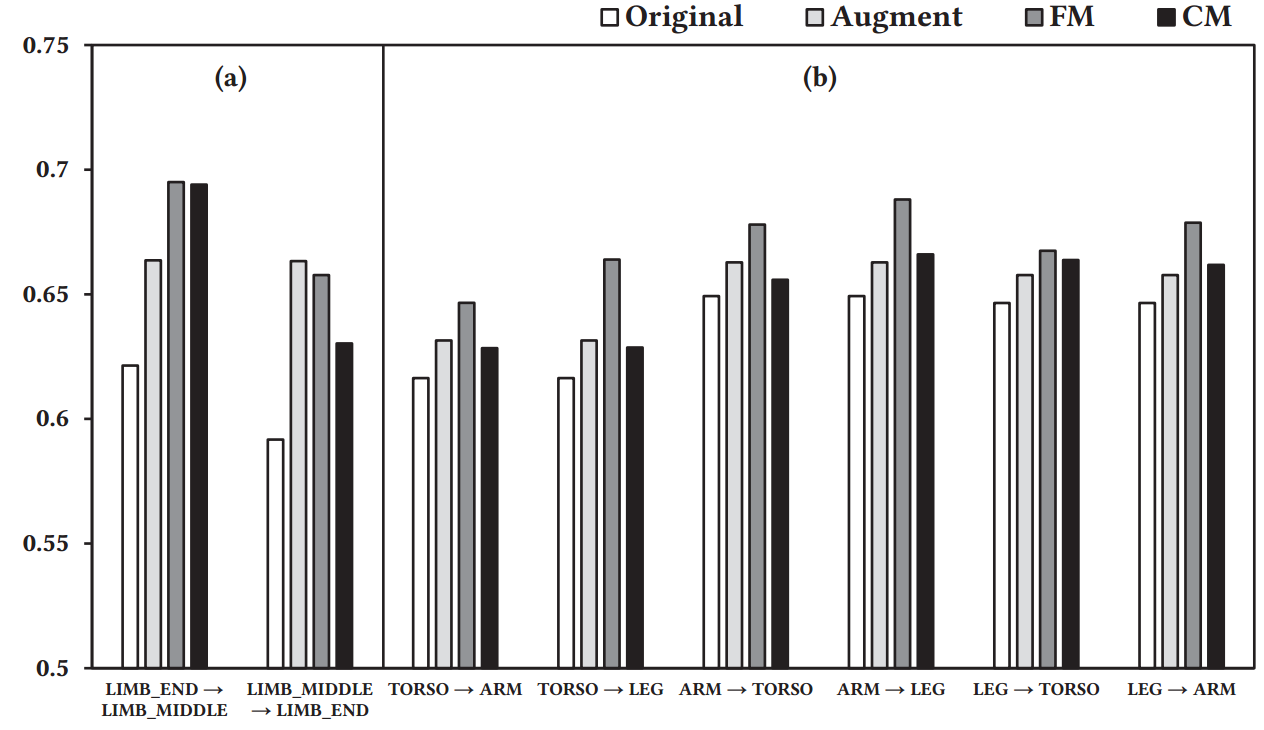 Original Augment FM CM
0.75
(a) (b)
0.7
0.65
0.6
0.55
0.5
LIMB_END → LIMB_MIDDLE TORSO → ARM TORSO → LEG ARM → TORSO ARM → LEG LEG → TORSO LEG → ARM
LIMB_MIDDLE → LIMB_END